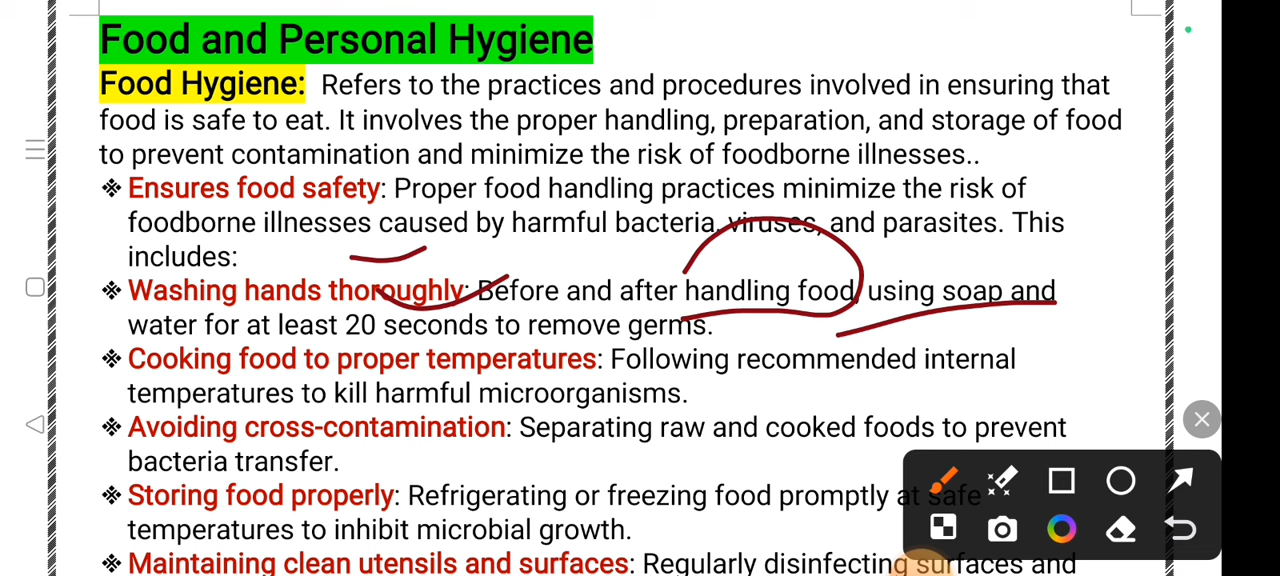 Food and Personal Hygiene
Food Hygiene: Refers to the practices and procedures involved in ensuring that
food is safe to eat. It involves the proper handling, preparation, and storage of food
to prevent contamination and minimize the risk of foodborne illnesses..
❖ Ensures food safety: Proper food handling practices minimize the risk of
foodborne illnesses caused by harmful bacteria, viruses, and parasites. This
includes:
❖ Washing hands thoroughly: Before and after handling food, using soap and
water for at least 20 seconds to remove germs.
❖ Cooking food to proper temperatures: Following recommended internal
temperatures to kill harmful microorganisms.
❖ Avoiding cross-contamination: Separating raw and cooked foods to prevent
bacteria transfer.
❖ Storing food properly: Refrigerating or freezing food promptly at safe
temperatures to inhibit microbial growth.
❖ Maintaining clean utensils and surfaces: Regularly disinfecting surfaces and